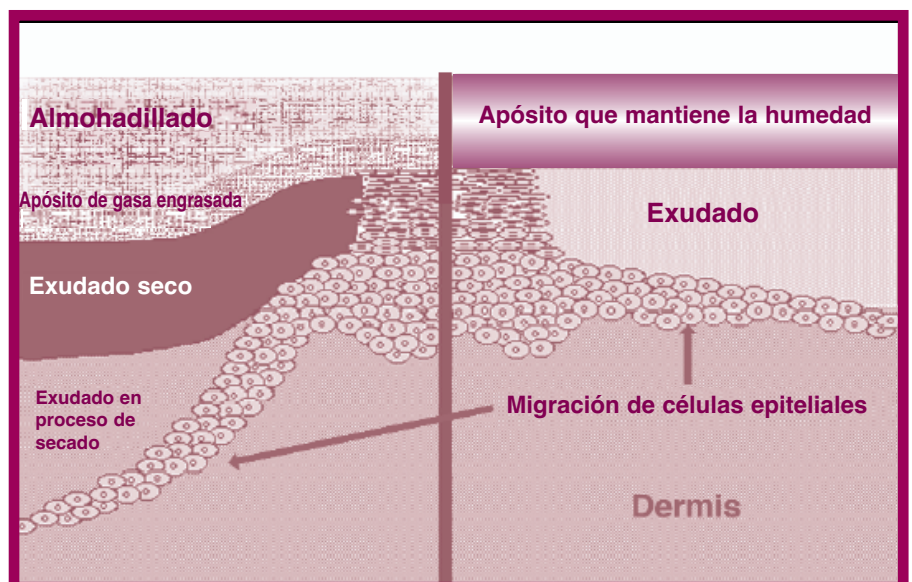 Almohadillado
Apósito que mantiene la humedad
Apósito de gasa engrasada
Exudado
Exudado seco
Exudado en
proceso de
secado
Migración de células epiteliales
Dermis